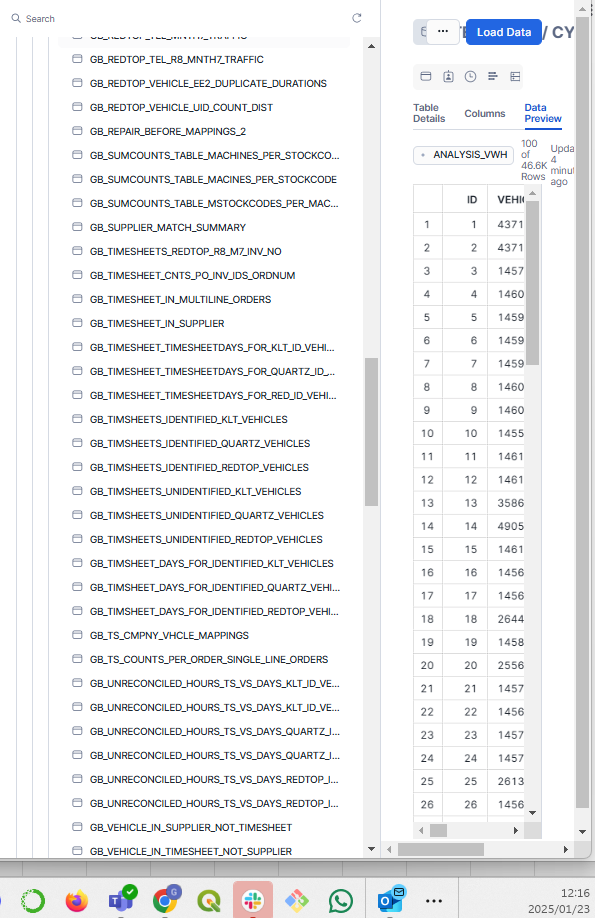 Search
GB_REDTOP_TEL_MNTH7_TRAFFIC
GB_REDTOP_TEL_R8_MNTH7_TRAFFIC
GB_REDTOP_VEHICLE_EE2_DUPLICATE_DURATIONS
GB_REDTOP_VEHICLE_UID_COUNT_DIST
GB_REPAIR_BEFORE_MAPPINGS_2
GB_SUMCOUNTS_TABLE_MACHINES_PER_STOCKCO...
GB_SUMCOUNTS_TABLE_MACINES_PER_STOCKCODE
GB_SUMCOUNTS_TABLE_MSTOCKCODES_PER_MAC...
GB_SUPPLIER_MATCH_SUMMARY
GB_TIMESHEETS_REDTOP_R8_M7_INV_NO
GB_TIMESHEET_CNTS_PO_INV_IDS_ORDNUM
GB_TIMESHEET_IN_MULTILINE_ORDERS
GB_TIMESHEET_IN_SUPPLIER
GB_TIMESHEET_TIMESHEETDAYS_FOR_KLT_ID_VEHI...
GB_TIMESHEET_TIMESHEETDAYS_FOR_QUARTZ_ID_...
GB_TIMESHEET_TIMESHEETDAYS_FOR_RED_ID_VEHI...
GB_TIMSHEETS_IDENTIFIED_KLT_VEHICLES
GB_TIMSHEETS_IDENTIFIED_QUARTZ_VEHICLES
GB_TIMSHEETS_IDENTIFIED_REDTOP_VEHICLES
GB_TIMSHEETS_UNIDENTIFIED_KLT_VEHICLES
GB_TIMSHEETS_UNIDENTIFIED_QUARTZ_VEHICLES
GB_TIMSHEETS_UNIDENTIFIED_REDTOP_VEHICLES
GB_TIMSHEET_DAYS_FOR_IDENTIFIED_KLT_VEHICLES
GB_TIMSHEET_DAYS_FOR_IDENTIFIED_QUARTZ_VEHI...
GB_TIMSHEET_DAYS_FOR_IDENTIFIED_REDTOP_VEHI...
GB_TS_CMPNY_VHCLE_MAPPINGS
GB_TS_COUNTS_PER_ORDER_SINGLE_LINE_ORDERS
GB_UNRECONCILED_HOURS_TS_VS_DAYS_KLT_ID_VE...
GB_UNRECONCILED_HOURS_TS_VS_DAYS_KLT_ID_VE...
GB_UNRECONCILED_HOURS_TS_VS_DAYS_QUARTZ_I...
GB_UNRECONCILED_HOURS_TS_VS_DAYS_QUARTZ_I...
GB_UNRECONCILED_HOURS_TS_VS_DAYS_REDTOP_I...
GB_UNRECONCILED_HOURS_TS_VS_DAYS_REDTOP_I...
GB_VEHICLE_IN_SUPPLIER_NOT_TIMESHEET
GB_VEHICLE_IN_TIMESHEET_NOT_SUPPLIER
... Load Data / CY
Table Details
Columns
Data Preview
ANALYSIS_VWH
100 of 46.6K Rows
Upda 4 minut ago
ID VEHI
1 1 4371
2 2 4371
3 3 1457
4 4 1460
5 5 1459
6 6 1459
7 7 1459
8 8 1460
9 9 1460
10 10 1455
11 11 1461
12 12 1461
13 13 3586
14 14 4905
15 15 1461
16 16 1456
17 17 1456
18 18 2644
19 19 1458
20 20 2556
21 21 1457
22 22 1456
23 23 1457
24 24 1457
25 25 2613
26 26 1456
12:16
2025/01/23